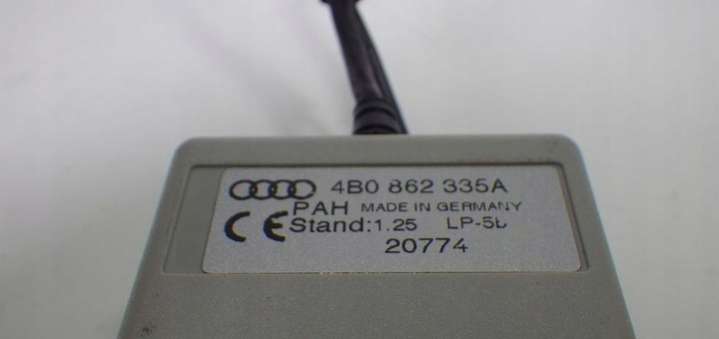 4B0 862 335A
PAH MADE IN GERMANY
CE Stand:1.25 LP-5b
20774